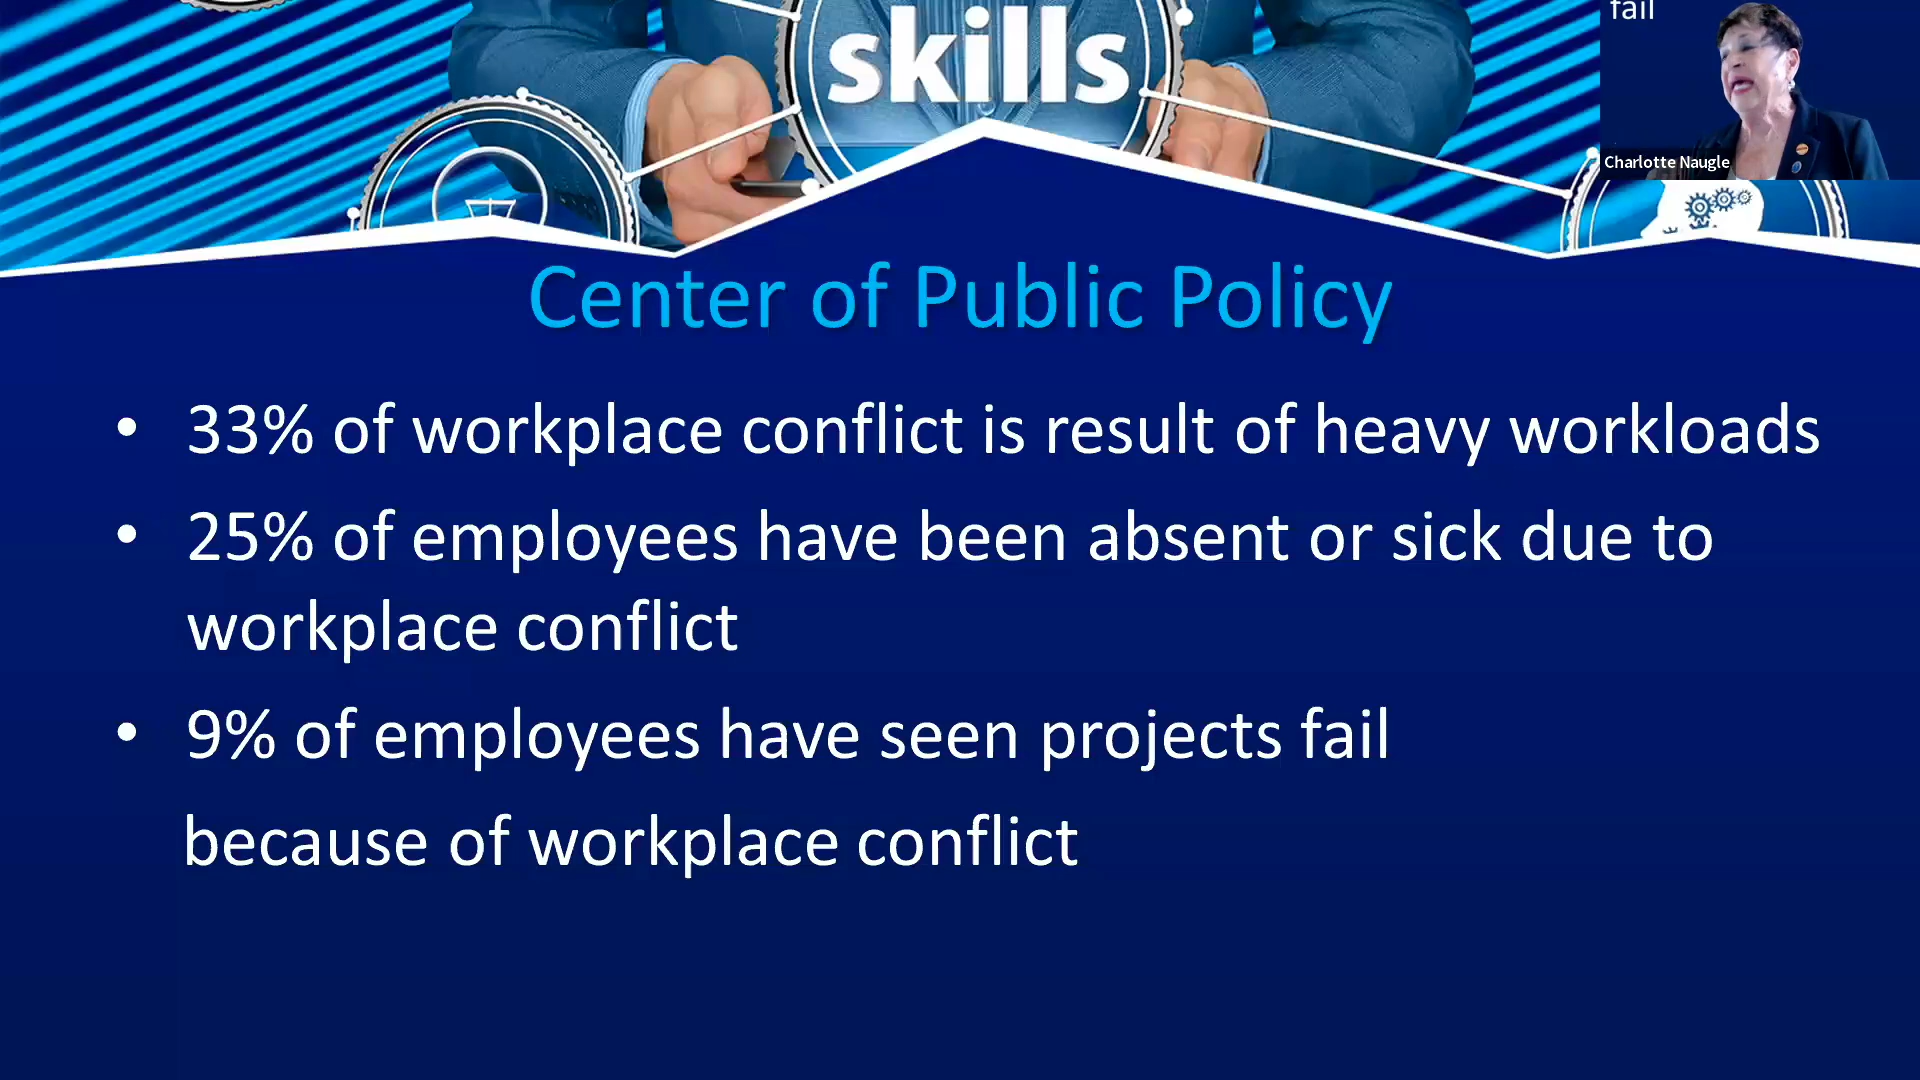 skills
fail
Charlotte Naugle
Center of Public Policy
• 33% of workplace conflict is result of heavy workloads
• 25% of employees have been absent or sick due to
workplace conflict
• 9% of employees have seen projects fail
because of workplace conflict